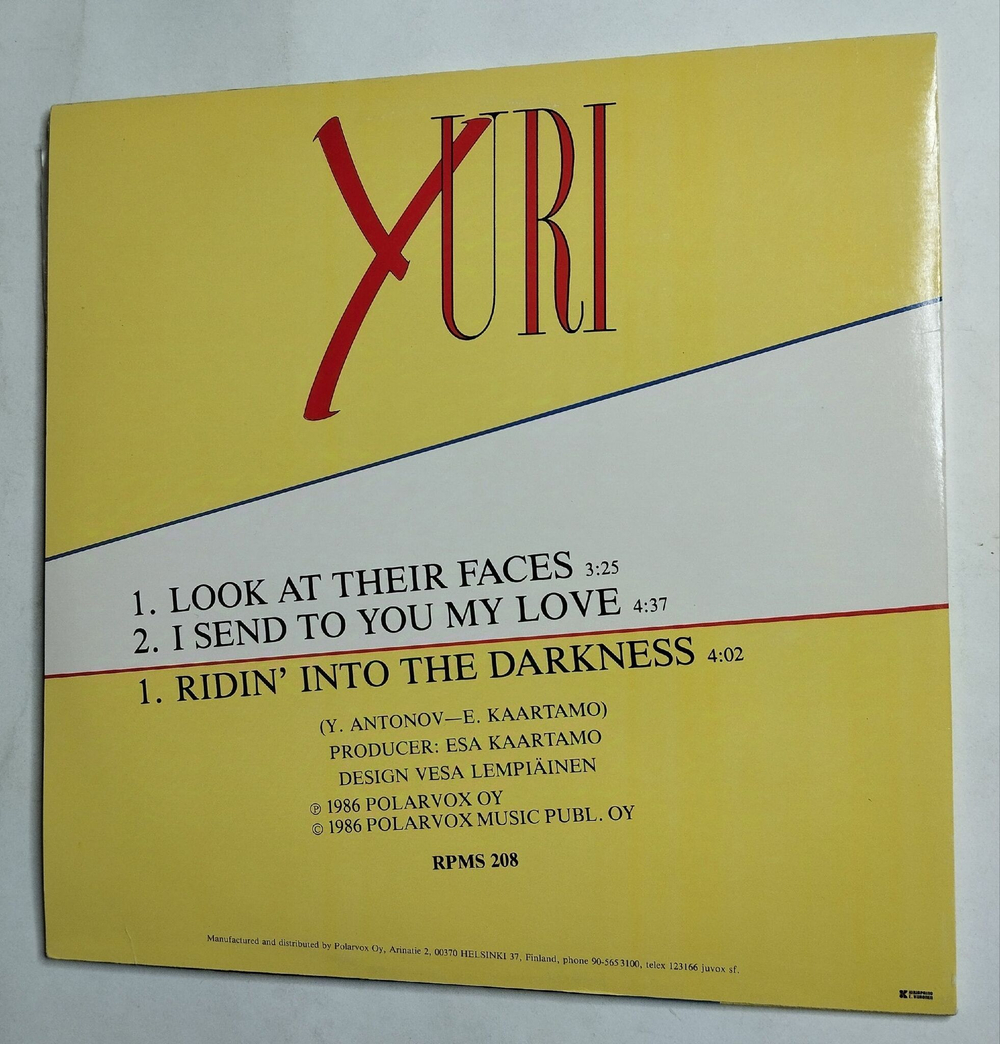 YURI
1. LOOK AT THEIR FACES 3:25
2. I SEND TO YOU MY LOVE 4:37
1. RIDIN’ INTO THE DARKNESS 4:02
(Y. ANTONOV—E. KAARTAMO)
PRODUCER: ESA KAARTAMO
DESIGN VESA LEMPIÄINEN
℗ 1986 POLARVOX OY
© 1986 POLARVOX MUSIC PUBL. OY
RPMS 208
Manufactured and distributed by Polarvox Oy, Arinatie 2, 00370 HELSINKI 37, Finland, phone 90-5653100, telex 123166 juvox sf.